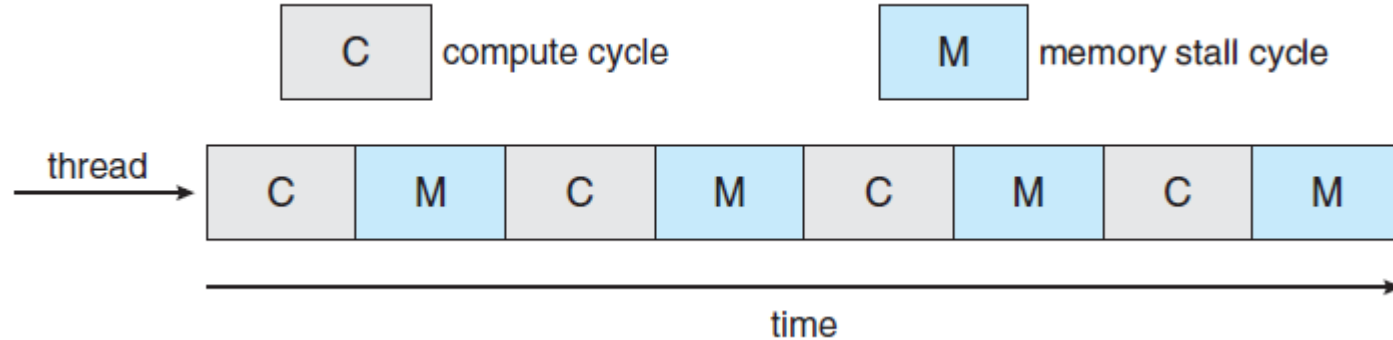 C compute cycle M memory stall cycle
thread
C M C M C M C M
time